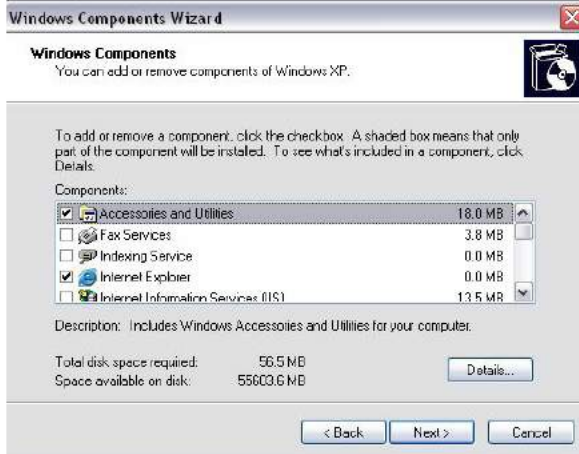 Windows Components Wizard
Windows Components
You can add or remove components of Windows XP.
To add or remove a component, click the checkbox. A shaded box means that only
part of the component will be installed. To see what's included in a component, click
Details.
Components:
Accessories and Utilities 18.0 MB
Fax Services 3.8 MB
Indexing Service 0.0 MB
Internet Explorer 0.0 MB
Internet Information Services (IIS) 13.5 MB
Description: Includes Windows Accessories and Utilities for your computer.
Total disk space required: 56.5 MB
Space available on disk: 55603.6 MB
Details...
< Back Next > Cancel